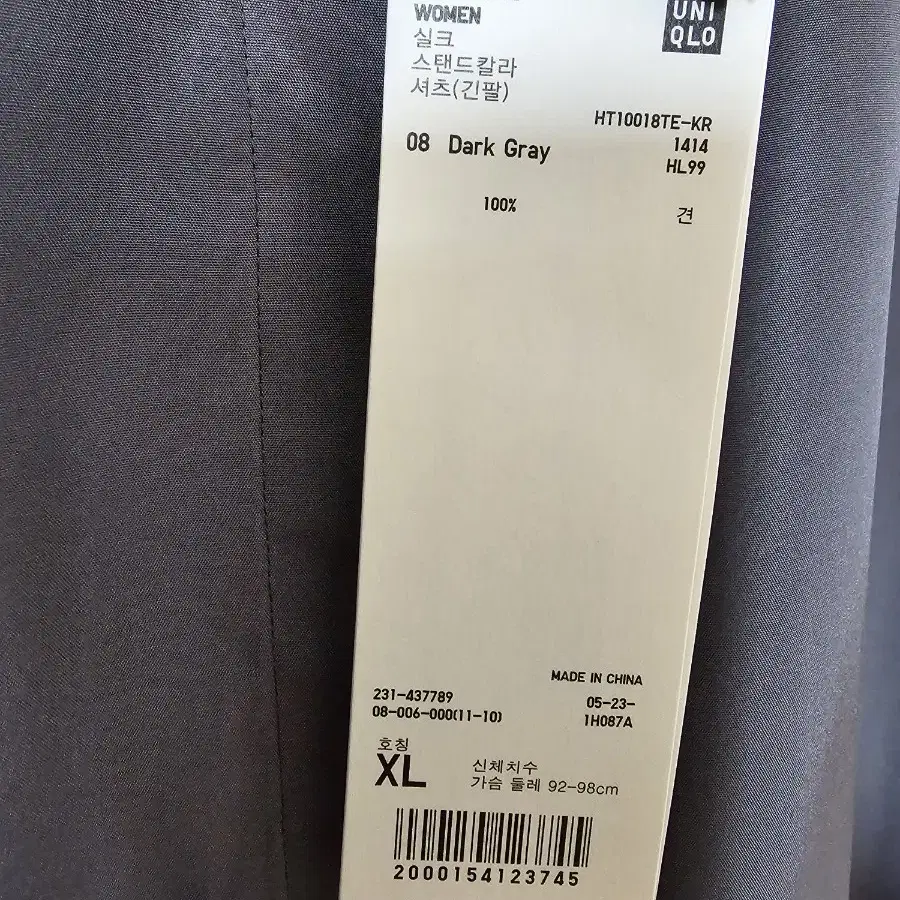 WOMEN
실크
스탠드칼라
셔츠(긴팔)
UNI
QLO
HT10018TE-KR
08 Dark Gray
1414
HL99
100% 견
MADE IN CHINA
231-437789
05-23-
08-006-000(11-10)
1H087A
호칭
XL
신체치수
가슴 둘레 92-98cm
2000154123745